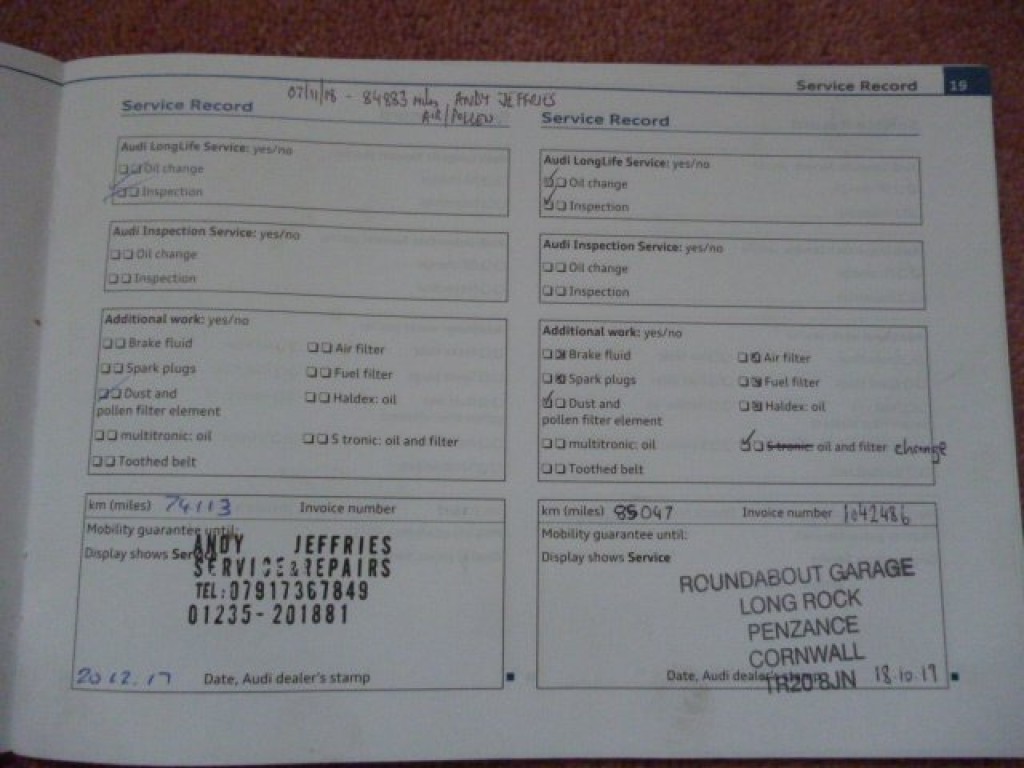 Service Record 19
07/11/18 - 84883 miles ANDY JEFFRIES
AIR/POLLEN
Service Record
Audi LongLife Service: yes/no
Oil change
Inspection
Audi Inspection Service: yes/no
Oil change
Inspection
Additional work: yes/no
Brake fluid
Air filter
Spark plugs
Fuel filter
Dust and
pollen filter element
Haldex: oil
multitronic: oil
S tronic: oil and filter
Toothed belt
km (miles) 74113 Invoice number
Mobility guarantee until:
Display shows Service
ANDY JEFFRIES
SERVICE & REPAIRS
TEL: 07917367849
01235-201881
20.12.17 Date, Audi dealer's stamp
Service Record
Audi LongLife Service: yes/no
Oil change
Inspection
Audi Inspection Service: yes/no
Oil change
Inspection
Additional work: yes/no
Brake fluid
Air filter
Spark plugs
Fuel filter
Dust and
pollen filter element
Haldex: oil
multitronic: oil
S tronic: oil and filter change
Toothed belt
km (miles) 85047 Invoice number 1042486
Mobility guarantee until:
Display shows Service
ROUNDABOUT GARAGE
LONG ROCK
PENZANCE
CORNWALL
TR20 8JN
Date, Audi dealer's stamp 18.10.19